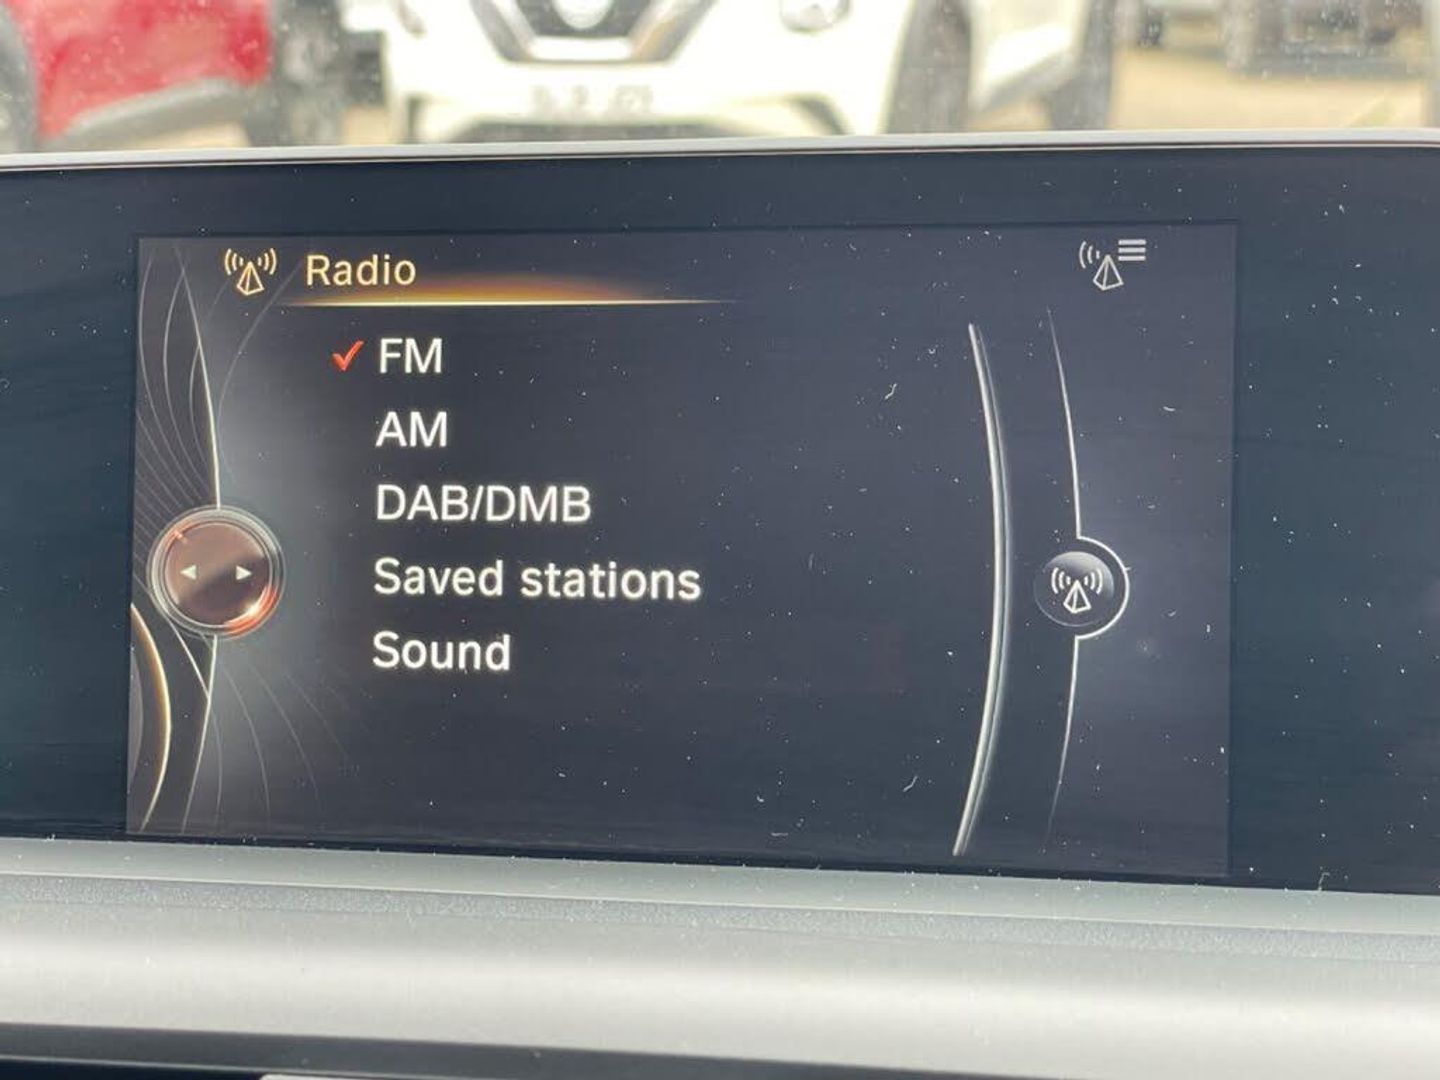 Radio
FM
AM
DAB/DMB
Saved stations
Sound